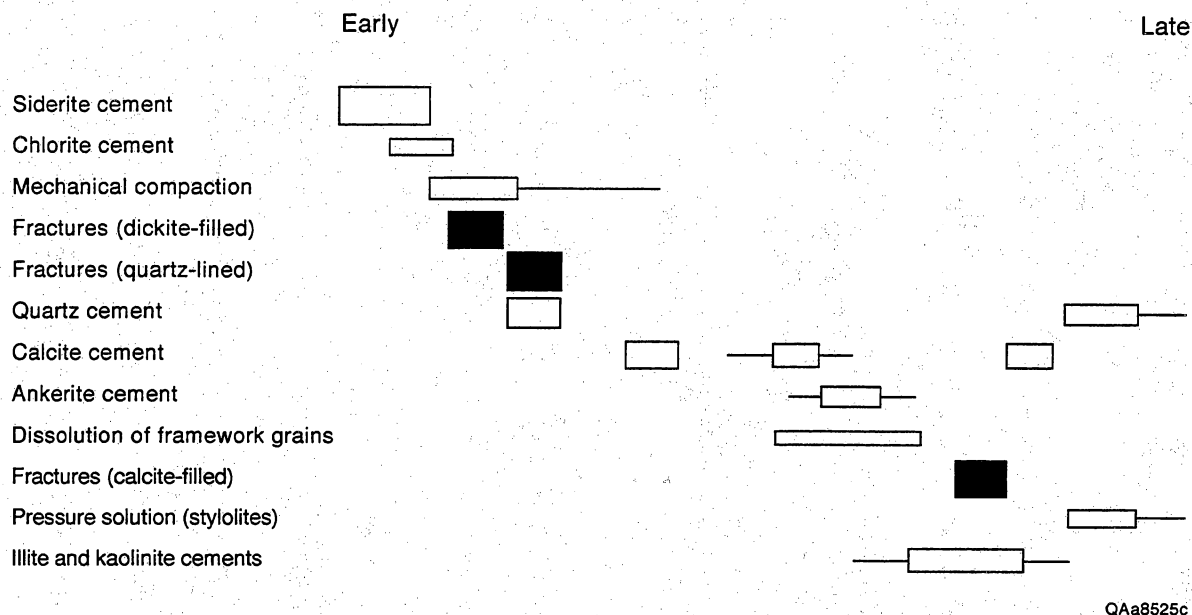 Early Late
Siderite cement
Chlorite cement
Mechanical compaction
Fractures (dickite-filled)
Fractures (quartz-lined)
Quartz cement
Calcite cement
Ankerite cement
Dissolution of framework grains
Fractures (calcite-filled)
Pressure solution (stylolites)
Illite and kaolinite cements
QAa8525c